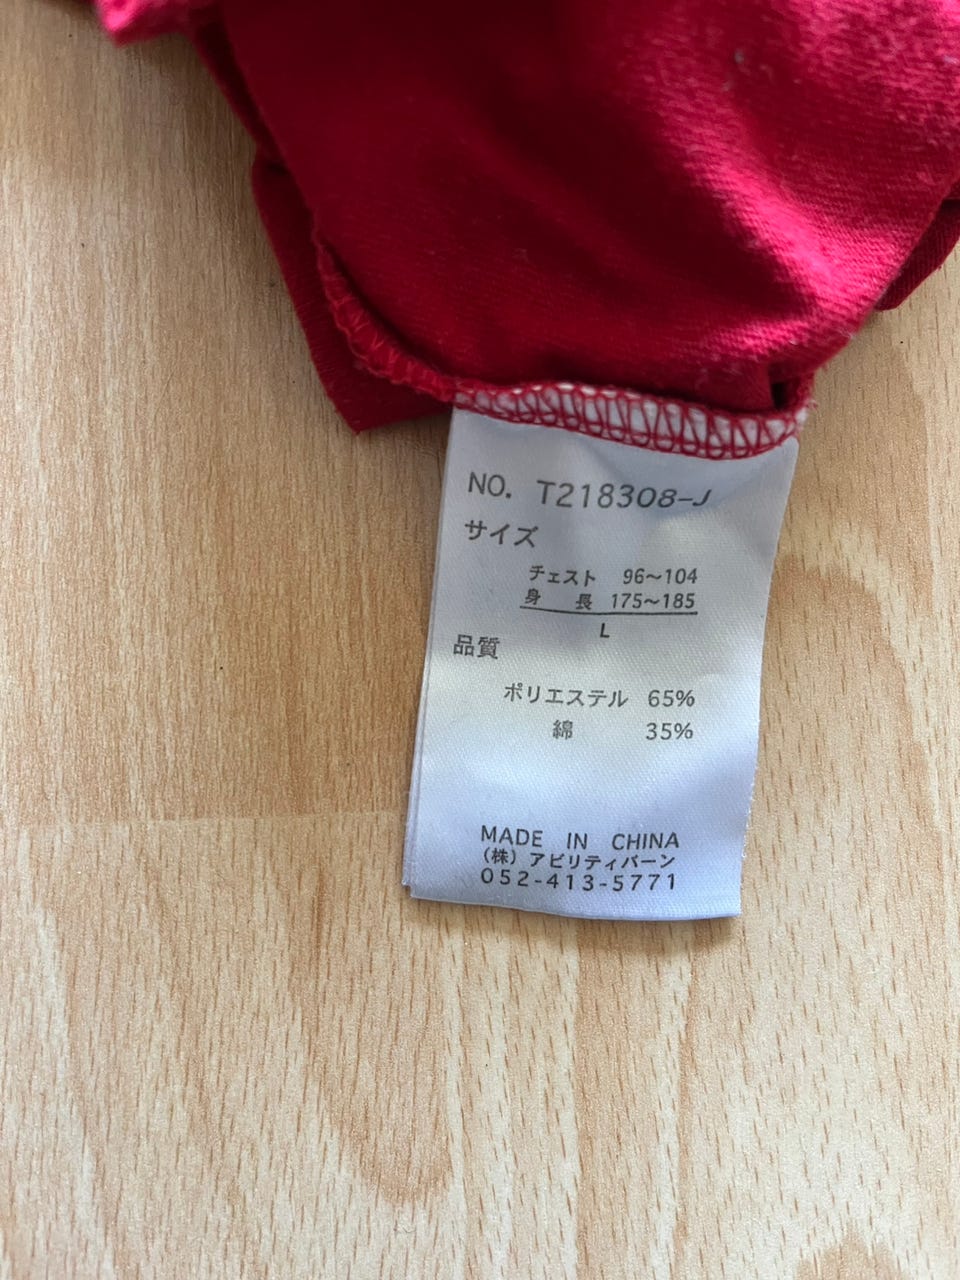 NO. T218308-J
サイズ
チェスト 96〜104
身 長 175〜185
L
品質
ポリエステル 65%
綿 35%
MADE IN CHINA
(株) アビリティバーン
052-413-5771